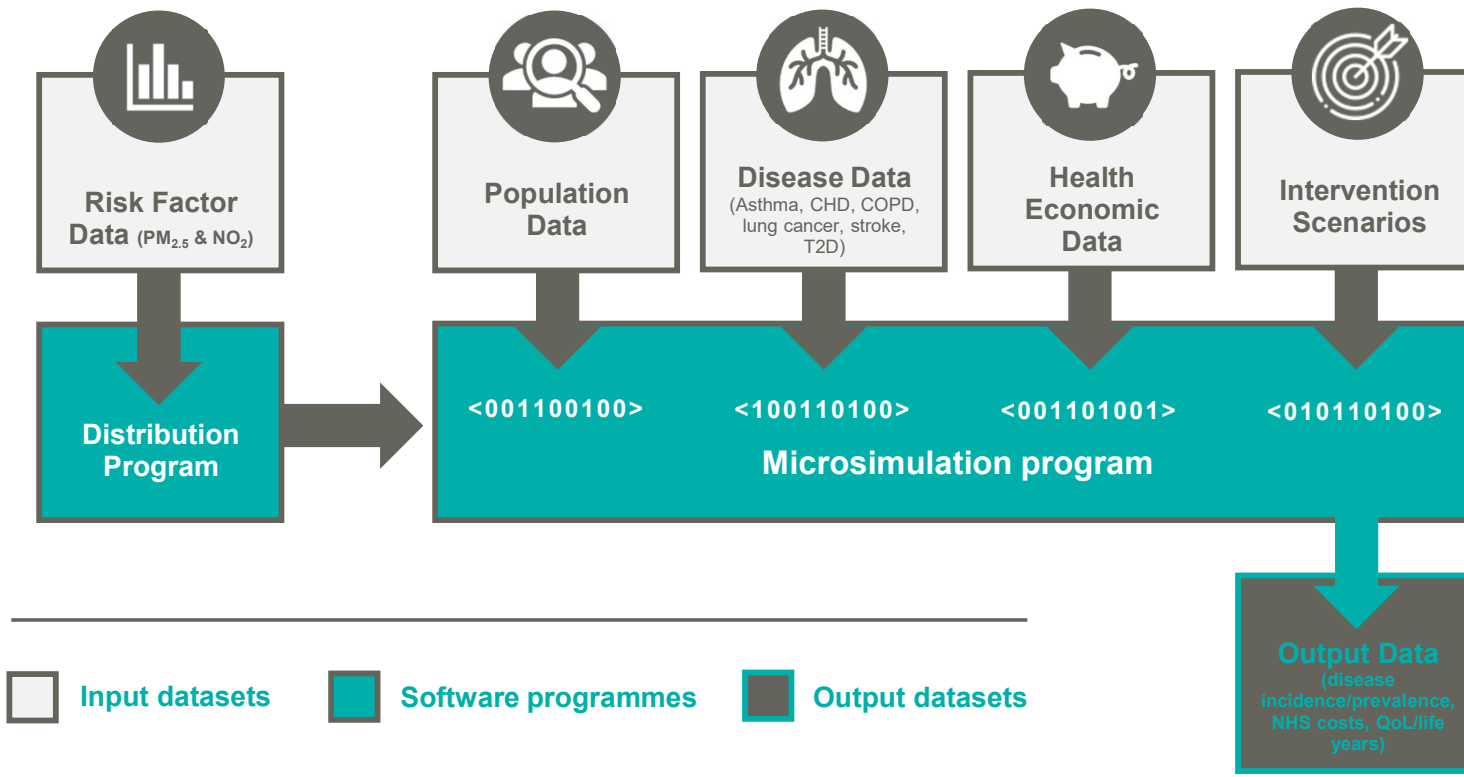 Risk Factor
Data (PM₂.₅ & NO₂)
Population
Data
Disease Data
(Asthma, CHD, COPD,
lung cancer, stroke,
T2D)
Health
Economic
Data
Intervention
Scenarios
Distribution
Program
<001100100>
<100110100>
<001101001>
<010110100>
Microsimulation program
Output Data
(disease
incidence/prevalence,
NHS costs, QoL/life
years)
Input datasets
Software programmes
Output datasets